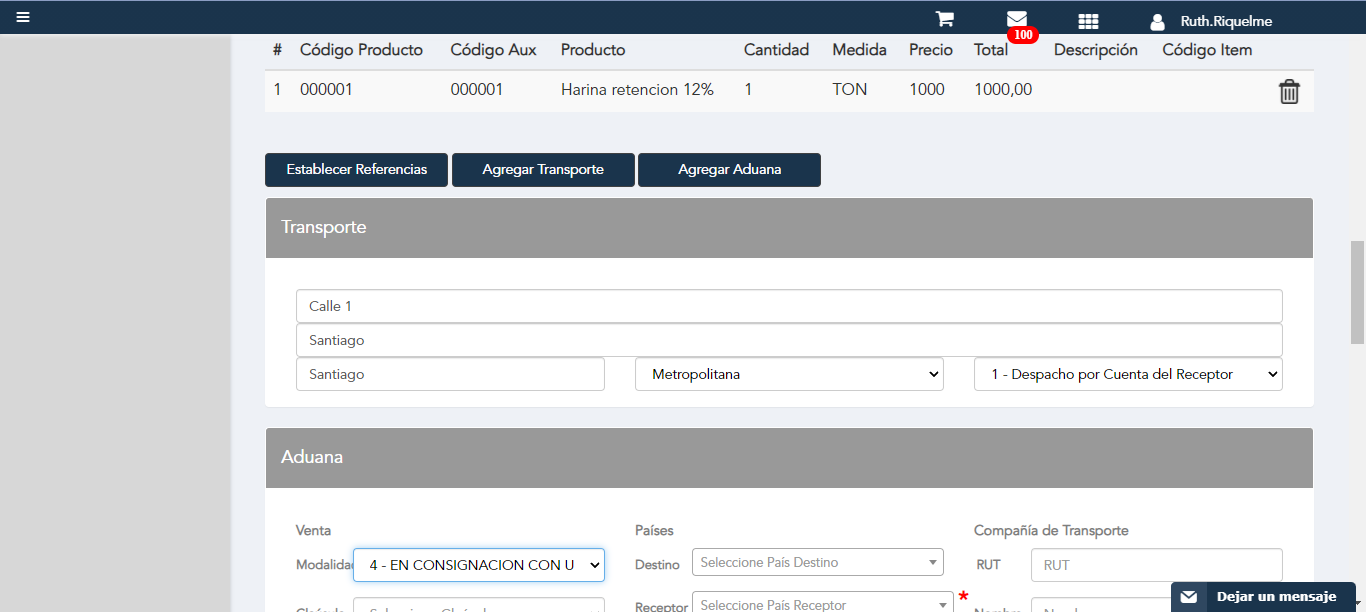 Ruth.Riquelme
100
# Código Producto Código Aux Producto Cantidad Medida Precio Total Descripción Código Item
1 000001 000001 Harina retencion 12% 1 TON 1000 1000,00
Establecer Referencias Agregar Transporte Agregar Aduana
Transporte
Calle 1
Santiago
Santiago Metropolitana 1 - Despacho por Cuenta del Receptor
Aduana
Venta Países Compañía de Transporte
Modalidad 4 - EN CONSIGNACION CON U Destino Seleccione País Destino RUT RUT
Receptor Seleccione País Receptor *
Dejar un mensaje